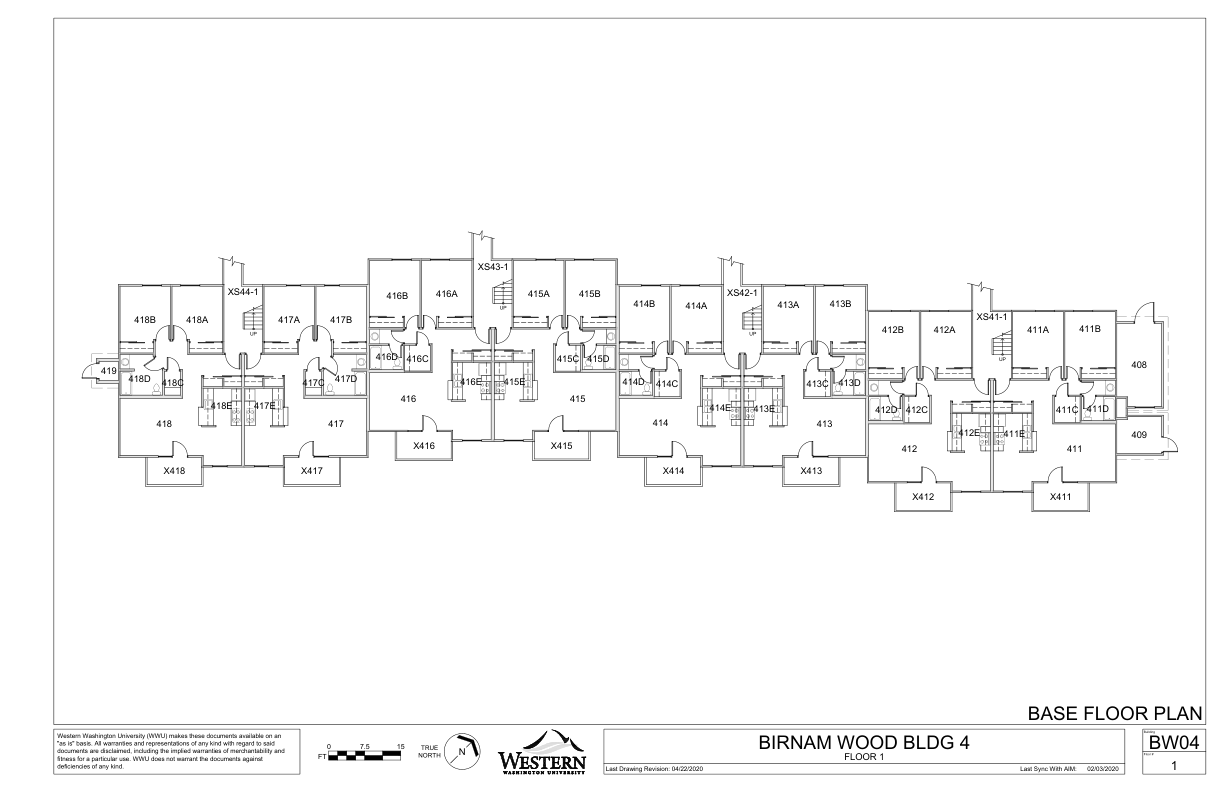 XS43-1
XS44-1
XS42-1
XS41-1
416B
416A
415A
415B
UP
418B
418A
417A
417B
UP
414B
414A
413A
413B
UP
412B
412A
411A
411B
UP
419
418D
418C
417C
417D
416D
416C
415C
415D
414D
414C
413C
413D
412D
412C
411C
411D
408
409
418E
417E
416E
415E
414E
413E
412E
411E
418
417
416
415
414
413
412
411
X418
X417
X416
X415
X414
X413
X412
X411
BASE FLOOR PLAN
Western Washington University (WWU) makes these documents available on an
"as is" basis. All warranties and representations of any kind with regard to said
documents are disclaimed, including the implied warranties of merchantability and
fitness for a particular use. WWU does not warrant the documents against
deficiencies of any kind.
FT
0 7.5 15
TRUE
NORTH
N
WESTERN
WASHINGTON UNIVERSITY
BIRNAM WOOD BLDG 4
FLOOR 1
Last Drawing Revision: 04/22/2020
Last Sync With AIM: 02/03/2020
BW04
1